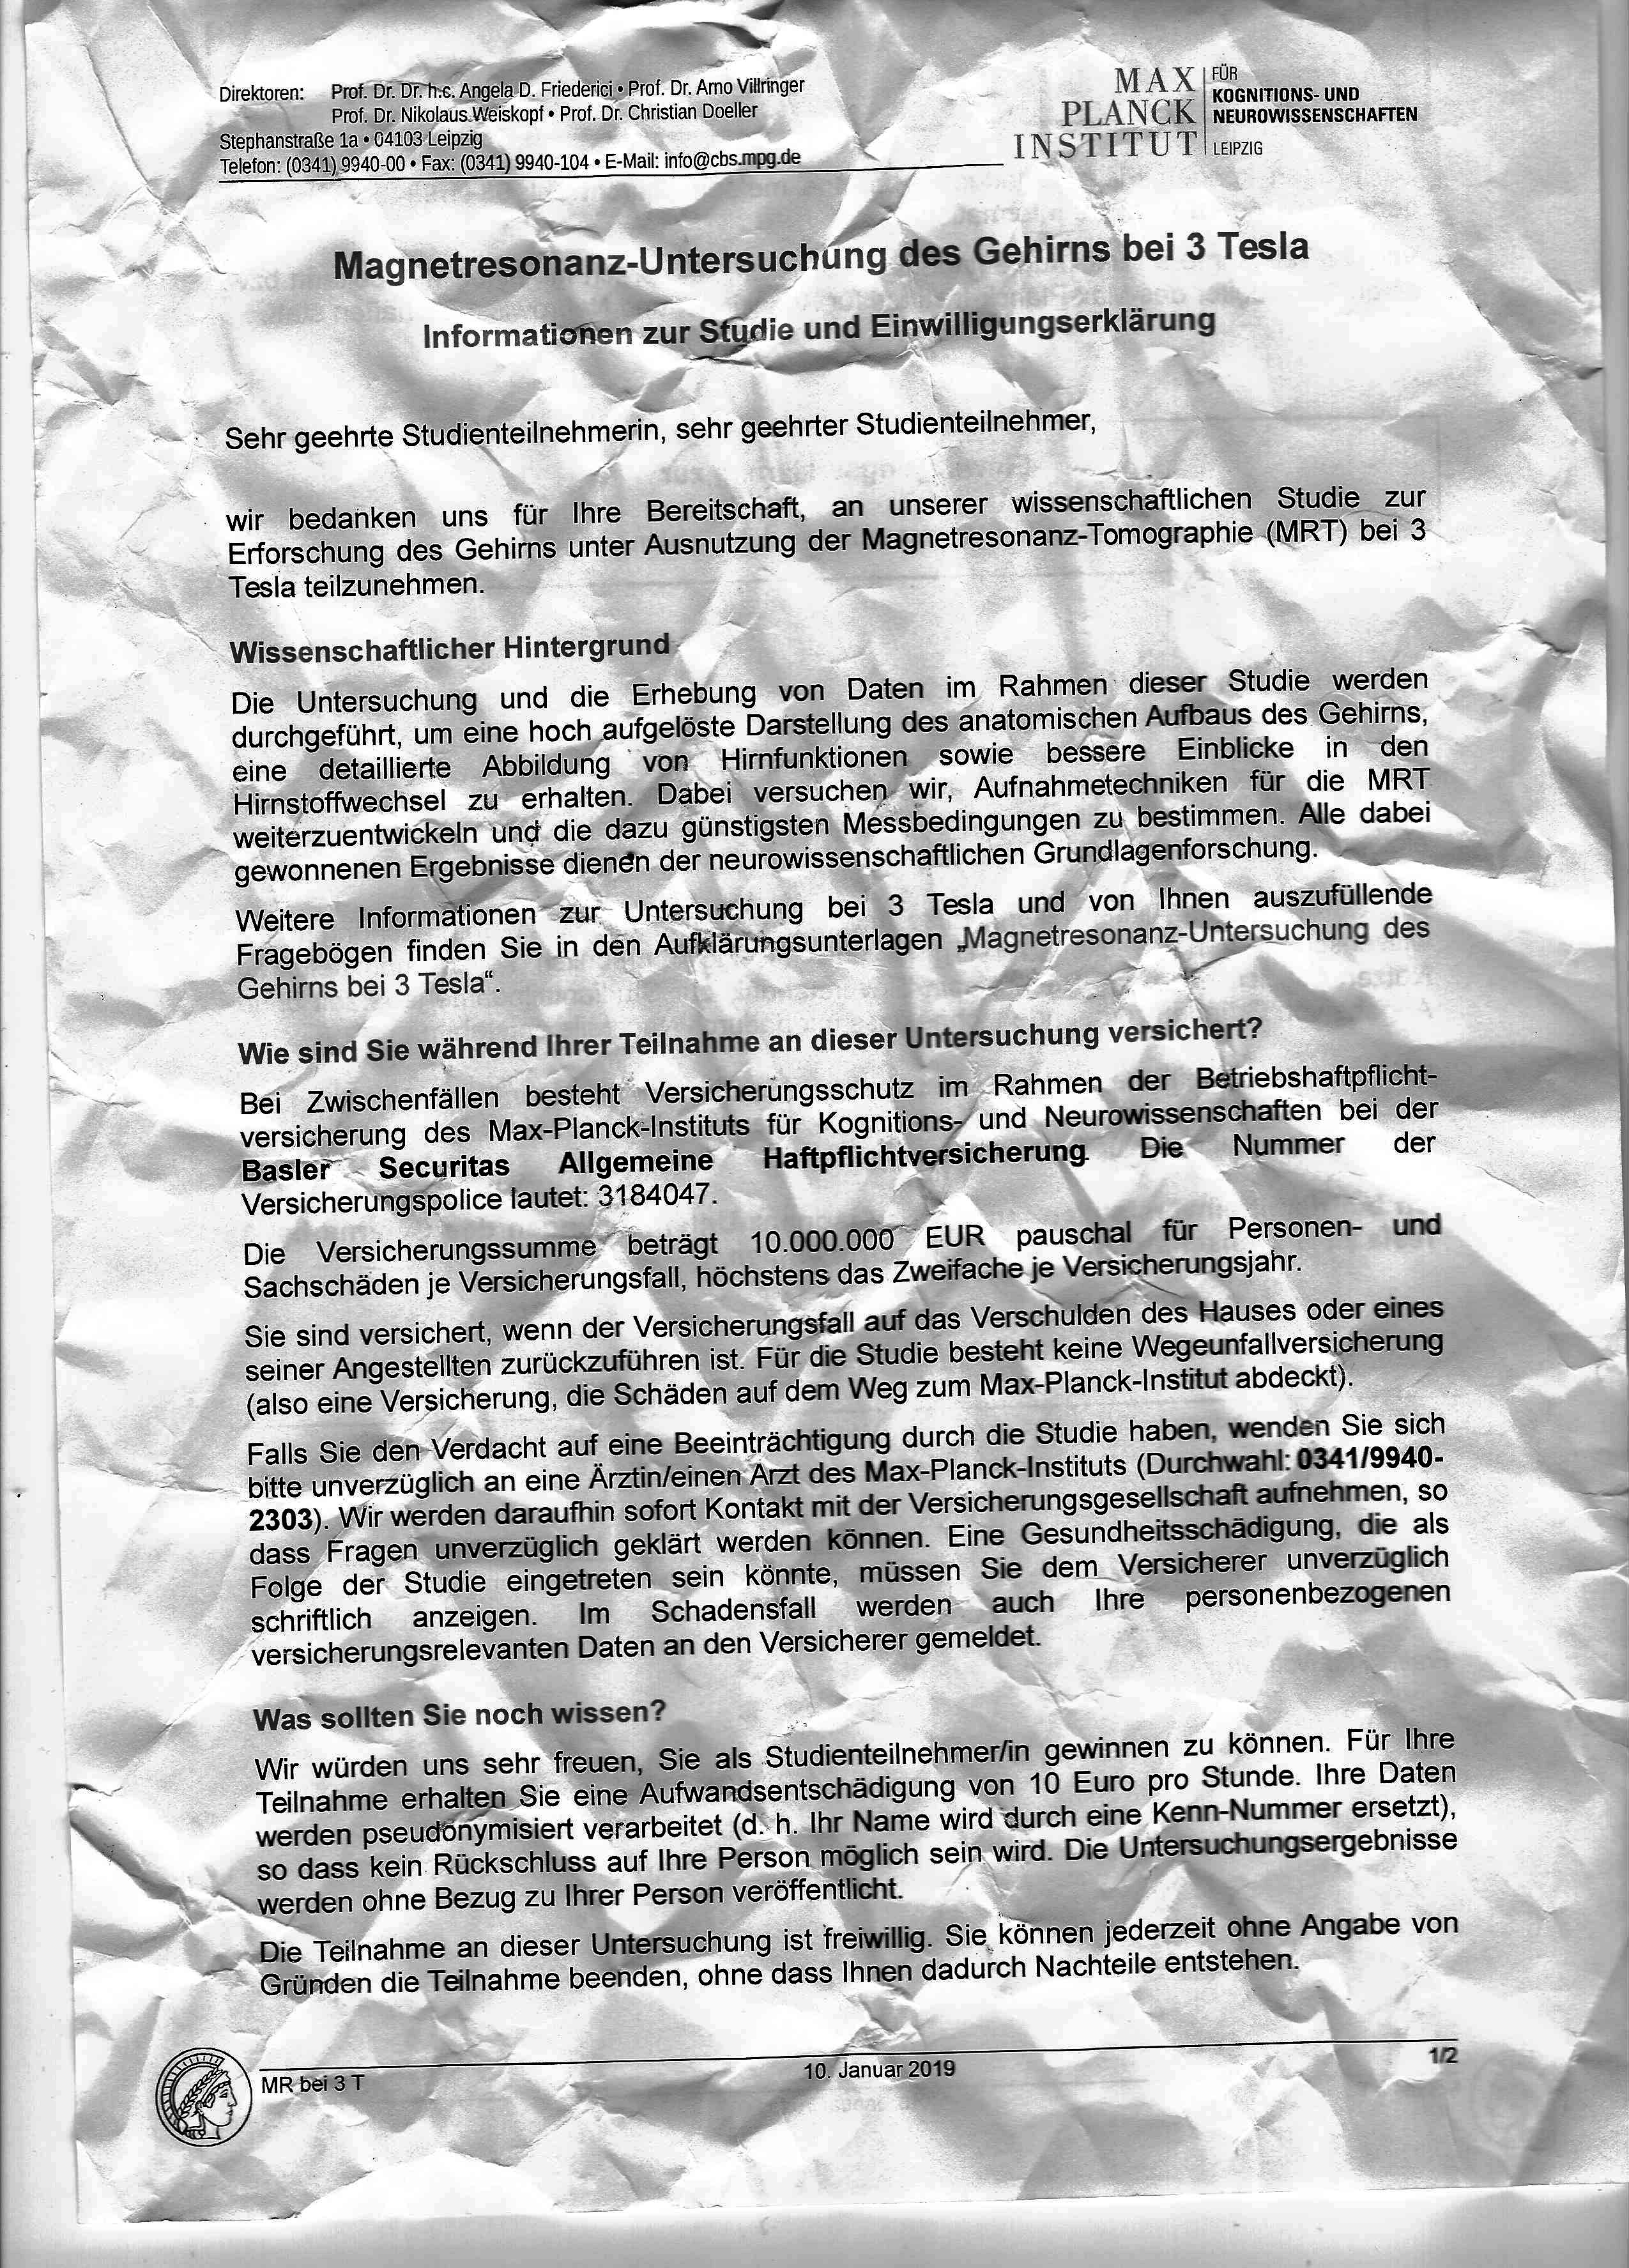 Direktoren: Prof. Dr. Dr. h.c. Angela D. Friederici • Prof. Dr. Arno Villringer
Prof. Dr. Nikolaus Weiskopf • Prof. Dr. Christian Doeller
Stephanstraße 1a • 04103 Leipzig
Telefon: (0341) 9940-00 • Fax: (0341) 9940-104 • E-Mail: info@cbs.mpg.de
MAX
PLANCK
INSTITUT
FÜR
KOGNITIONS- UND
NEUROWISSENSCHAFTEN
LEIPZIG
Magnetresonanz-Untersuchung des Gehirns bei 3 Tesla
Informationen zur Studie und Einwilligungserklärung
Sehr geehrte Studienteilnehmerin, sehr geehrter Studienteilnehmer,
wir bedanken uns für Ihre Bereitschaft, an unserer wissenschaftlichen Studie zur
Erforschung des Gehirns unter Ausnutzung der Magnetresonanz-Tomographie (MRT) bei 3
Tesla teilzunehmen.
Wissenschaftlicher Hintergrund
Die Untersuchung und die Erhebung von Daten im Rahmen dieser Studie werden
durchgeführt, um eine hoch aufgelöste Darstellung des anatomischen Aufbaus des Gehirns,
eine detaillierte Abbildung von Hirnfunktionen sowie bessere Einblicke in den
Hirnstoffwechsel zu erhalten. Dabei versuchen wir, Aufnahmetechniken für die MRT
weiterzuentwickeln und die dazu günstigsten Messbedingungen zu bestimmen. Alle dabei
gewonnenen Ergebnisse dienen der neurowissenschaftlichen Grundlagenforschung.
Weitere Informationen zur Untersuchung bei 3 Tesla und von Ihnen auszufüllende
Fragebögen finden Sie in den Aufklärungsunterlagen „Magnetresonanz-Untersuchung des
Gehirns bei 3 Tesla“.
Wie sind Sie während Ihrer Teilnahme an dieser Untersuchung versichert?
Bei Zwischenfällen besteht Versicherungsschutz im Rahmen der Betriebshaftpflicht-
versicherung des Max-Planck-Instituts für Kognitions- und Neurowissenschaften bei der
Basler Securitas Allgemeine Haftpflichtversicherung. Die Nummer der
Versicherungspolice lautet: 3184047.
Die Versicherungssumme beträgt 10.000.000 EUR pauschal für Personen- und
Sachschäden je Versicherungsfall, höchstens das Zweifache je Versicherungsjahr.
Sie sind versichert, wenn der Versicherungsfall auf das Verschulden des Hauses oder eines
seiner Angestellten zurückzuführen ist. Für die Studie besteht keine Wegeunfallversicherung
(also eine Versicherung, die Schäden auf dem Weg zum Max-Planck-Institut abdeckt).
Falls Sie den Verdacht auf eine Beeinträchtigung durch die Studie haben, wenden Sie sich
bitte unverzüglich an eine Ärztin/einen Arzt des Max-Planck-Instituts (Durchwahl: 0341/9940-
2303). Wir werden daraufhin sofort Kontakt mit der Versicherungsgesellschaft aufnehmen, so
dass Fragen unverzüglich geklärt werden können. Eine Gesundheitsschädigung, die als
Folge der Studie eingetreten sein könnte, müssen Sie dem Versicherer unverzüglich
schriftlich anzeigen. Im Schadensfall werden auch Ihre personenbezogenen
versicherungsrelevanten Daten an den Versicherer gemeldet.
Was sollten Sie noch wissen?
Wir würden uns sehr freuen, Sie als Studienteilnehmer/in gewinnen zu können. Für Ihre
Teilnahme erhalten Sie eine Aufwandsentschädigung von 10 Euro pro Stunde. Ihre Daten
werden pseudonymisiert verarbeitet (d. h. Ihr Name wird durch eine Kenn-Nummer ersetzt),
so dass kein Rückschluss auf Ihre Person möglich sein wird. Die Untersuchungsergebnisse
werden ohne Bezug zu Ihrer Person veröffentlicht.
Die Teilnahme an dieser Untersuchung ist freiwillig. Sie können jederzeit ohne Angabe von
Gründen die Teilnahme beenden, ohne dass Ihnen dadurch Nachteile entstehen.
MR bei 3 T
10. Januar 2019
1/2